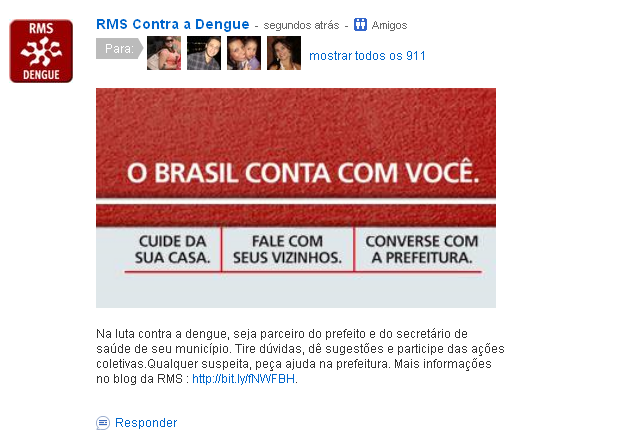 RMS
DENGUE
RMS Contra a Dengue - segundos atrás - Amigos
Para:
mostrar todos os 911
O BRASIL CONTA COM VOCÊ.
CUIDE DA
SUA CASA.
FALE COM
SEUS VIZINHOS.
CONVERSE COM
A PREFEITURA.
Na luta contra a dengue, seja parceiro do prefeito e do secretário de
saúde de seu município. Tire dúvidas, dê sugestões e participe das ações
coletivas.Qualquer suspeita, peça ajuda na prefeitura. Mais informações
no blog da RMS : http://bit.ly/fNWFBH.
Responder